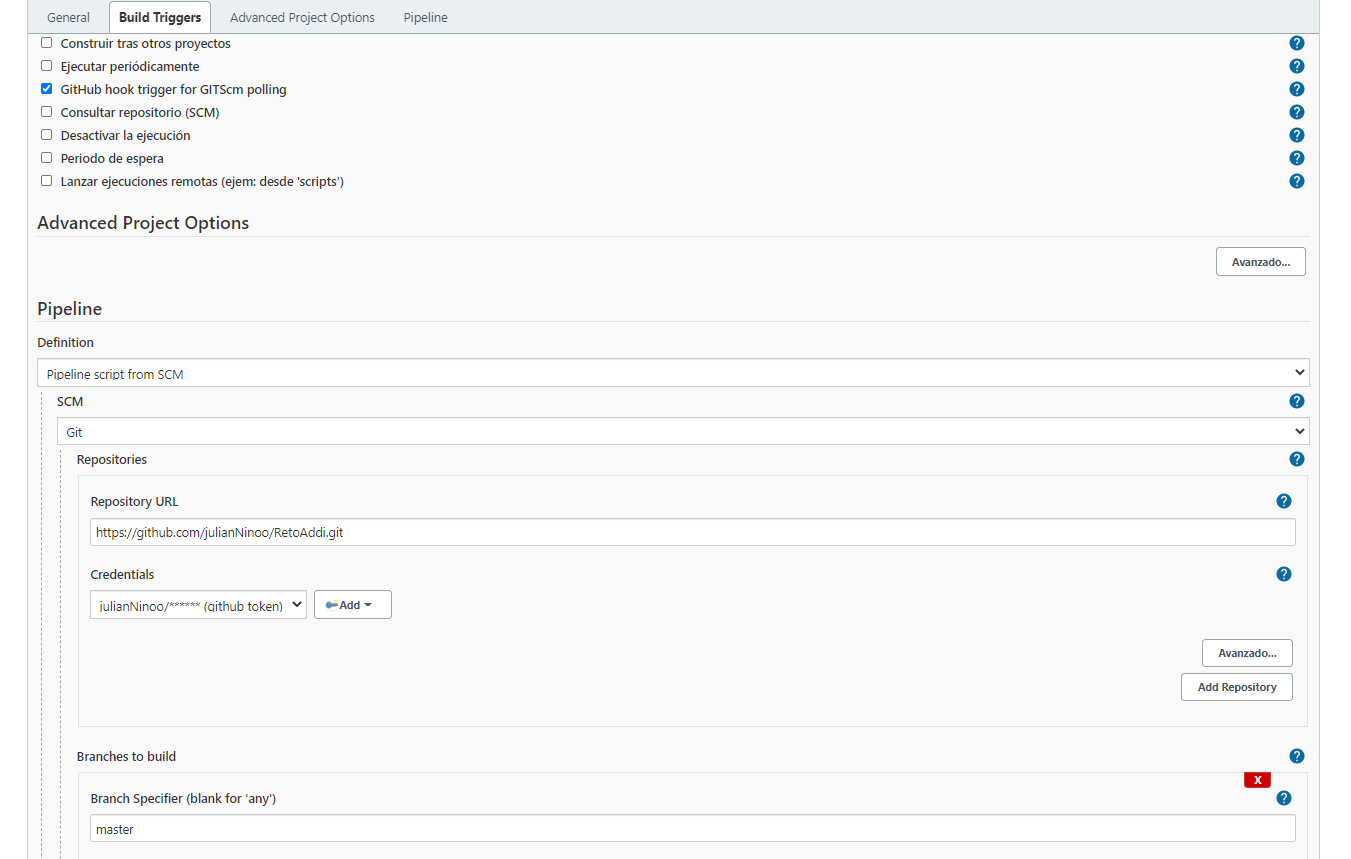 General Build Triggers Advanced Project Options Pipeline
Construir tras otros proyectos
Ejecutar periódicamente
GitHub hook trigger for GITScm polling
Consultar repositorio (SCM)
Desactivar la ejecución
Periodo de espera
Lanzar ejecuciones remotas (ejem: desde 'scripts')
Advanced Project Options
Avanzado...
Pipeline
Definition
Pipeline script from SCM
SCM
Git
Repositories
Repository URL
https://github.com/julianNinoo/RetoAddi.git
Credentials
julianNinoo/****** (github token) Add
Avanzado...
Add Repository
Branches to build
X
Branch Specifier (blank for 'any')
master